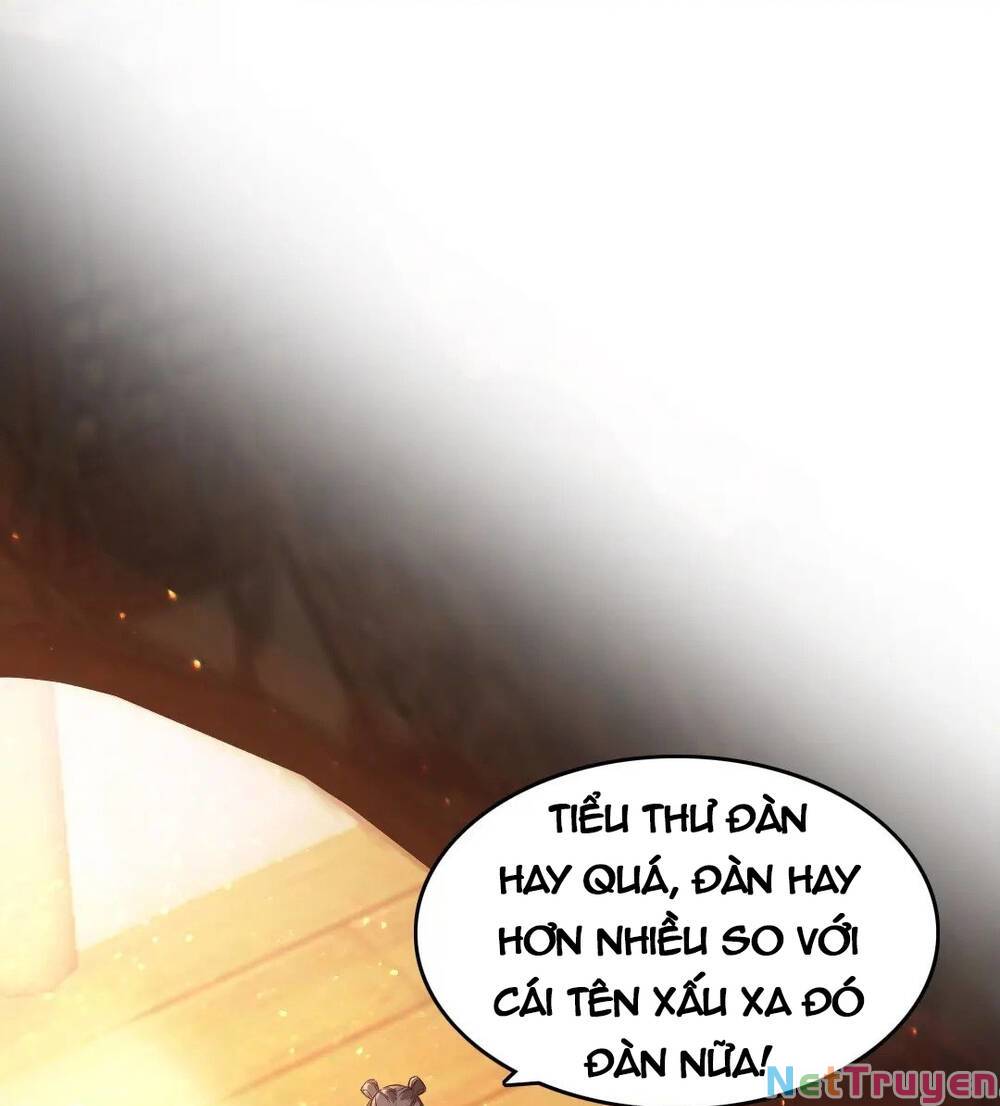 TIỂU THƯ ĐÀN
HAY QUÁ, ĐÀN HAY
HƠN NHIỀU SO VỚI
CÁI TÊN XẤU XA ĐÓ
ĐÀN NỮA!
NetTruyen